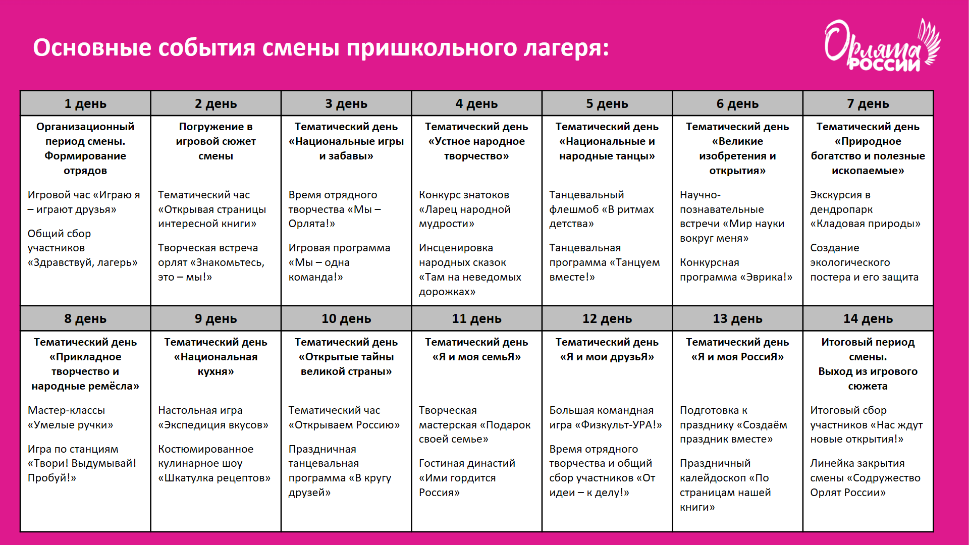 Основные события смены пришкольного лагеря:
Орлята
РОССИИ
1 день
2 день
3 день
4 день
5 день
6 день
7 день
Организационный
период смены.
Формирование
отрядов
Игровой час «Играю я
– играют друзья»
Общий сбор
участников
«Здравствуй, лагерь»
Погружение в
игровой сюжет
смены
Тематический час
«Открывая страницы
интересной книги»
Творческая встреча
орлят «Знакомьтесь,
это – мы!»
Тематический день
«Национальные игры
и забавы»
Время отрядного
творчества «Мы –
Орлята!»
Игровая программа
«Мы – одна
команда!»
Тематический день
«Устное народное
творчество»
Конкурс знатоков
«Ларец народной
мудрости»
Инсценировка
народных сказок
«Там на неведомых
дорожках»
Тематический день
«Национальные и
народные танцы»
Танцевальный
флешмоб «В ритмах
детства»
Танцевальная
программа «Танцуем
вместе!»
Тематический день
«Великие
изобретения и
открытия»
Научно-
познавательные
встречи «Мир науки
вокруг меня»
Конкурсная
программа «Эврика!»
Тематический день
«Природное
богатство и полезные
ископаемые»
Экскурсия в
дендропарк
«Кладовая природы»
Создание
экологического
постера и его защита
8 день
9 день
10 день
11 день
12 день
13 день
14 день
Тематический день
«Прикладное
творчество и
народные ремёсла»
Мастер-классы
«Умелые ручки»
Игра по станциям
«Твори! Выдумывай!
Пробуй!»
Тематический день
«Национальная
кухня»
Настольная игра
«Экспедиция вкусов»
Костюмированное
кулинарное шоу
«Шкатулка рецептов»
Тематический день
«Открытые тайны
великой страны»
Тематический час
«Открываем Россию»
Праздничная
танцевальная
программа «В кругу
друзей»
Тематический день
«Я и моя семьЯ»
Творческая
мастерская «Подарок
своей семье»
Гостиная династий
«Ими гордится
Россия»
Тематический день
«Я и мои друзьЯ»
Большая командная
игра «Физкульт-УРА!»
Время отрядного
творчества и общий
сбор участников «От
идеи – к делу!»
Тематический день
«Я и моя РоссиЯ»
Подготовка к
празднику «Создаём
праздник вместе»
Праздничный
калейдоскоп «По
страницам нашей
книги»
Итоговый период
смены.
Выход из игрового
сюжета
Итоговый сбор
участников «Нас ждут
новые открытия!»
Линейка закрытия
смены «Содружество
Орлят России»